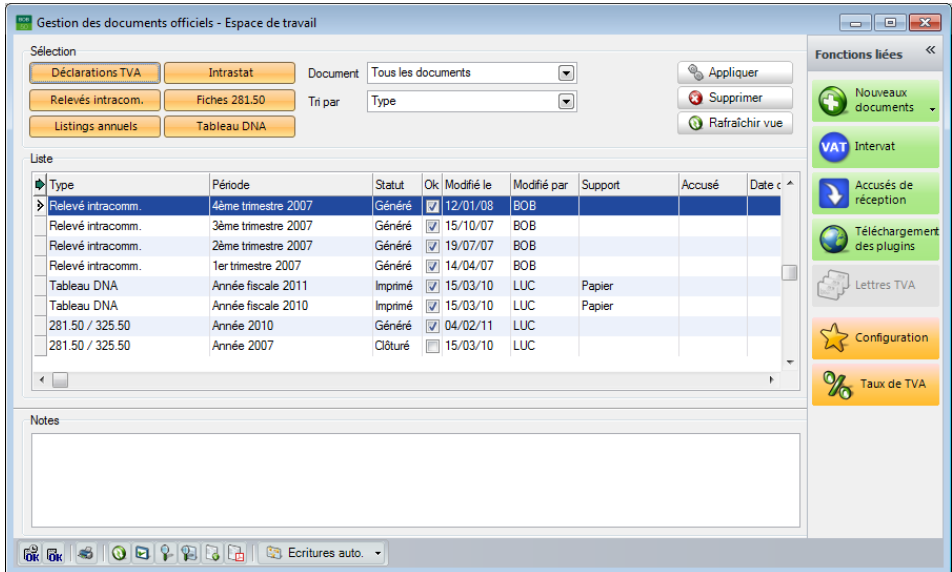 BOB
Gestion des documents officiels - Espace de travail
Sélection
Déclarations TVA Intrastat Document Tous les documents Appliquer
Relevés intracom. Fiches 281.50 Tri par Type Supprimer
Listings annuels Tableau DNA Rafraîchir vue
Liste
Type Période Statut Ok Modifié le Modifié par Support Accusé Date
Relevé intracomm. 4ème trimestre 2007 Généré 12/01/08 BOB
Relevé intracomm. 3ème trimestre 2007 Généré 15/10/07 BOB
Relevé intracomm. 2ème trimestre 2007 Généré 19/07/07 BOB
Relevé intracomm. 1er trimestre 2007 Généré 14/04/07 BOB
Tableau DNA Année fiscale 2011 Imprimé 15/03/10 LUC Papier
Tableau DNA Année fiscale 2010 Imprimé 15/03/10 LUC Papier
281.50 / 325.50 Année 2010 Généré 04/02/11 LUC
281.50 / 325.50 Année 2007 Clôturé 15/03/10 LUC
Notes
OK OK Ecritures auto.
Fonctions liées «
Nouveaux
documents
VAT Intervat
Accusés de
réception
Téléchargement
des plugins
Lettres TVA
Configuration
% Taux de TVA